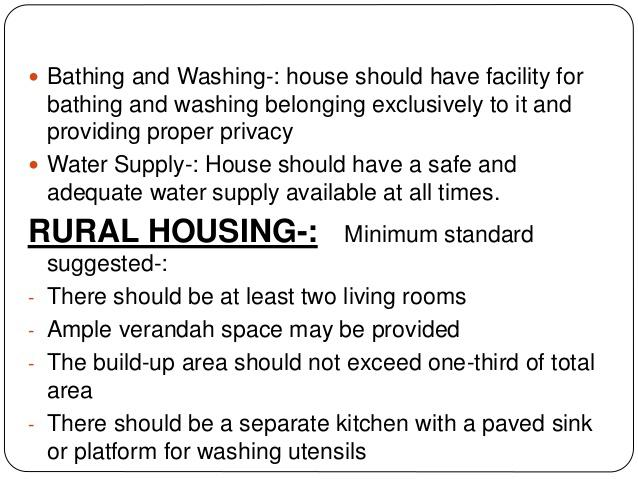 Bathing and Washing-: house should have facility for
bathing and washing belonging exclusively to it and
providing proper privacy
Water Supply-: House should have a safe and
adequate water supply available at all times.
RURAL HOUSING-: Minimum standard
suggested-:
- There should be at least two living rooms
- Ample verandah space may be provided
- The build-up area should not exceed one-third of total
area
- There should be a separate kitchen with a paved sink
or platform for washing utensils